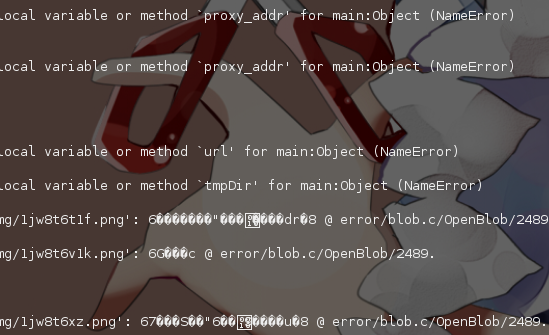 local variable or method `proxy_addr' for main:Object (NameError)
local variable or method `proxy_addr' for main:Object (NameError)
local variable or method `url' for main:Object (NameError)
local variable or method `tmpDir' for main:Object (NameError)
mg/1jw8t6t1f.png': 6��������"��������dr�8 @ error/blob.c/OpenBlob/2489
mg/1jw8t6v1k.png': 6G���c @ error/blob.c/OpenBlob/2489.
mg/1jw8t6xz.png': 67���S��"6������u�8 @ error/blob.c/OpenBlob/2489.